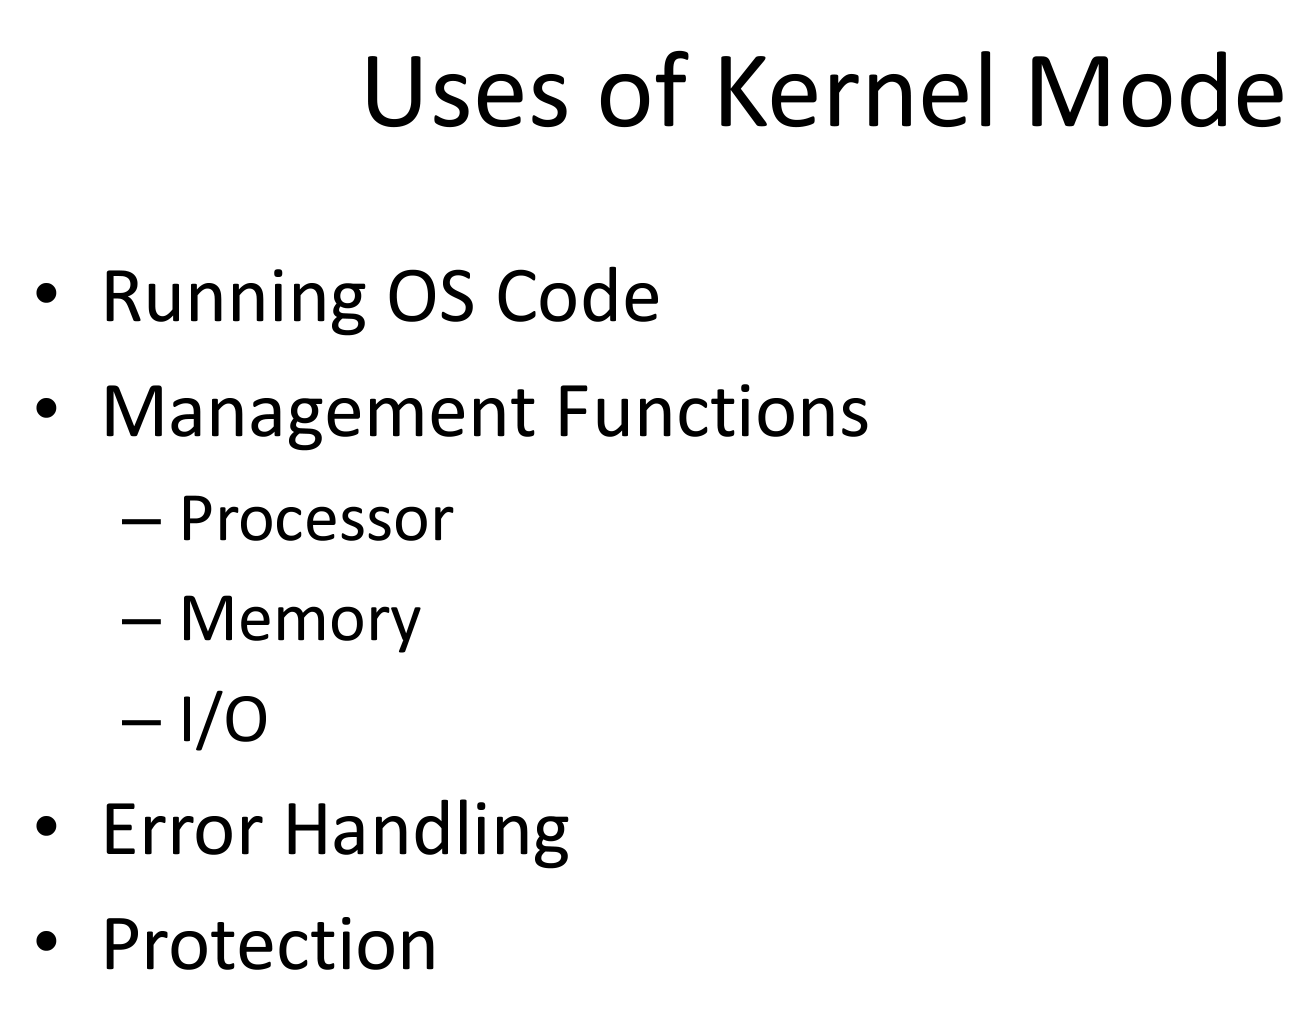 Uses of Kernel Mode
• Running OS Code
• Management Functions
– Processor
– Memory
– I/O
• Error Handling
• Protection